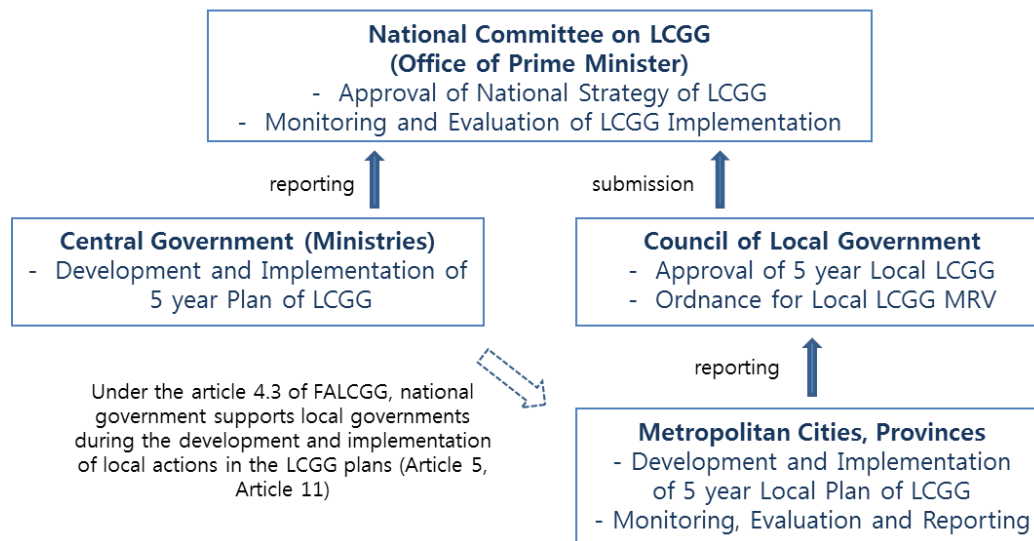 National Committee on LCGG
(Office of Prime Minister)
- Approval of National Strategy of LCGG
- Monitoring and Evaluation of LCGG Implementation
reporting
submission
Central Government (Ministries)
- Development and Implementation of
5 year Plan of LCGG
Council of Local Government
- Approval of 5 year Local LCGG
- Ordnance for Local LCGG MRV
reporting
Under the article 4.3 of FALCGG, national
government supports local governments
during the development and implementation
of local actions in the LCGG plans (Article 5,
Article 11)
Metropolitan Cities, Provinces
- Development and Implementation
of 5 year Local Plan of LCGG
- Monitoring, Evaluation and Reporting